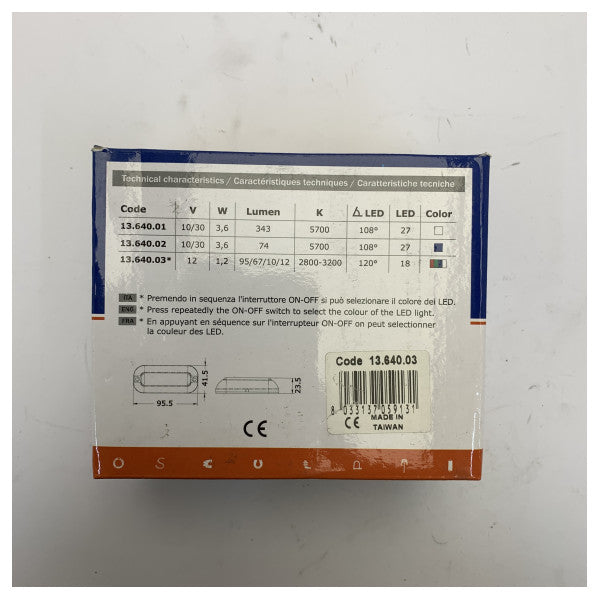 Technical characteristics / Caractéristiques techniques / Caratteristiche tecniche
Code V W Lumen K LED LED Color
13.640.01 10/30 3,6 343 5700 108° 27
13.640.02 10/30 3,6 74 5700 108° 27
13.640.03* 12 1,2 95/67/10/12 2800-3200 120° 18
ITA * Premendo in sequenza l'interruttore ON-OFF si può selezionare il colore dei LED.
ENG * Press repeatedly the ON-OFF switch to select the colour of the LED light.
FRA * En appuyant en séquence sur l'interrupteur ON-OFF on peut selectionner
la couleur des LED.
95.5
41.5
23.5
CE
Code 13.640.03
8 033137 059131
CE MADE IN
TAIWAN